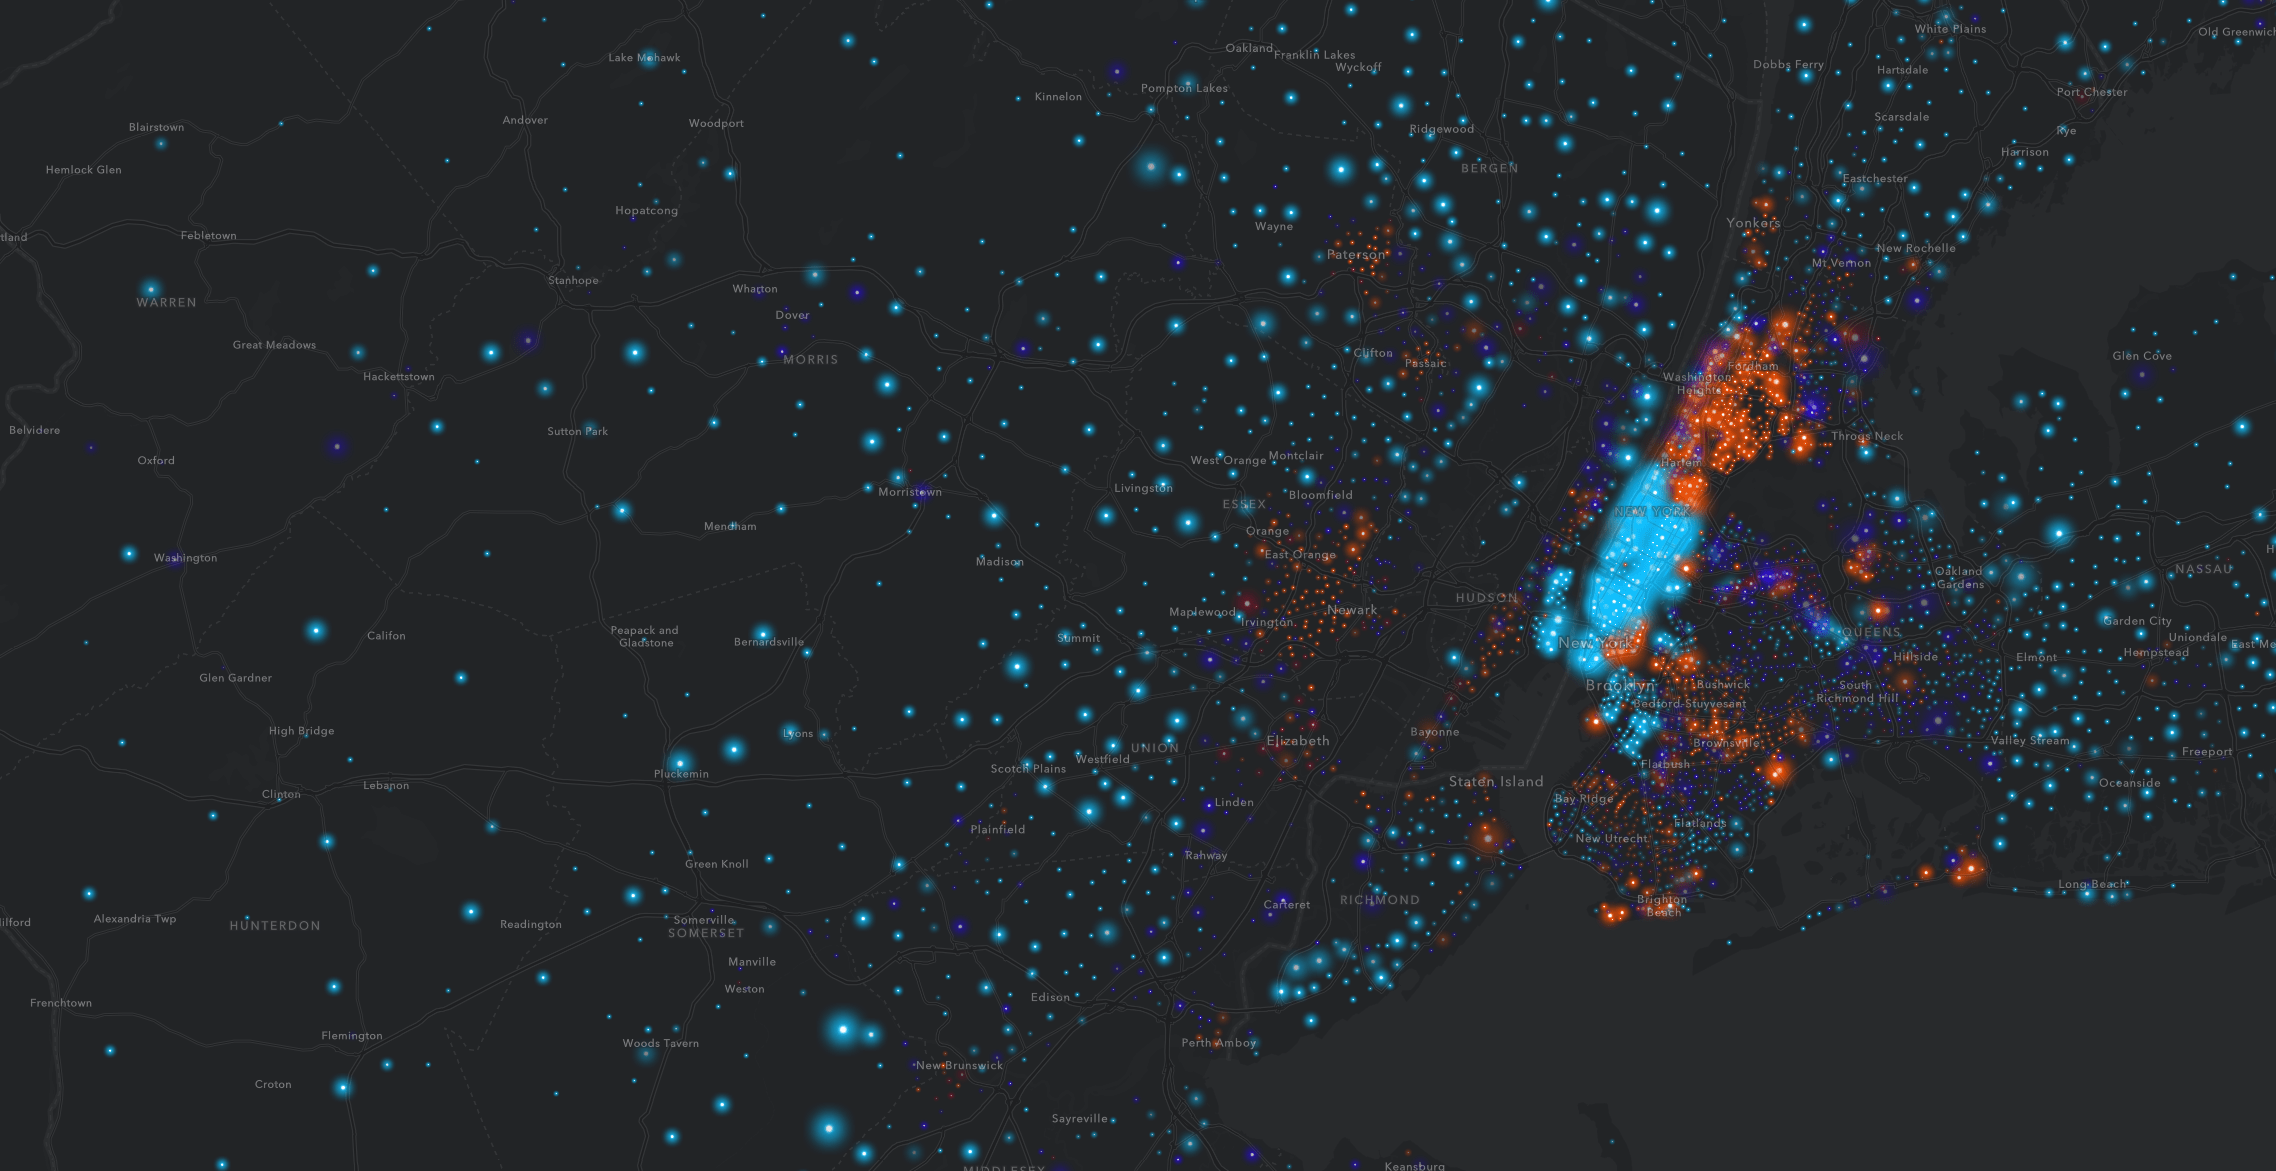 White Plains
Old Greenwich
Oakland
Franklin Lakes
Wyckoff
Lake Mohawk
Dobbs Ferry
Hartsdale
Pompton Lakes
Kinnelon
Port Chester
Andover
Woodport
Blairstown
Ridgewood
Scarsdale
Rye
Hemlock Glen
BERGEN
Harrison
Eastchester
Hopatcong
Wayne
Yonkers
tland
Febletown
Paterson
New Rochelle
Mt Vernon
Stanhope
Wharton
WARREN
Dover
Great Meadows
MORRIS
Clifton
Passaic
Glen Cove
Hackettstown
Fordham
Washington
Heights
Belvidere
Sutton Park
Throgs Neck
Oxford
West Orange
Montclair
Harlem
Livingston
Morristown
Bloomfield
ESSEX
NEW YORK
Mendham
Orange
East Orange
Washington
Madison
Oakland
Gardens
NASSAU
H
HUDSON
Maplewood
Newark
Irvington
Califon
Peapack and
Gladstone
Bernardsville
Summit
New York
QUEENS
Garden City
Uniondale
East Me
Hempstead
Elmont
Hillside
Glen Gardner
Brooklyn
Bushwick
South
Richmond Hill
Bedford-Stuyvesant
High Bridge
Lyons
UNION
Elizabeth
Bayonne
Brownsville
Valley Stream
Freeport
Westfield
Scotch Plains
Flatbush
Pluckemin
Lebanon
Clinton
Staten Island
Oceanside
Linden
Bay Ridge
Plainfield
Flatlands
New Utrecht
Rahway
Green Knoll
Long Beach
Carteret
RICHMOND
Brighton
Beach
ilford
Alexandria Twp
HUNTERDON
Readington
Somerville
SOMERSET
Manville
Weston
Edison
Frenchtown
Flemington
Woods Tavern
Perth Amboy
New Brunswick
Croton
Sayreville
MIDDLESEX
Keansburg